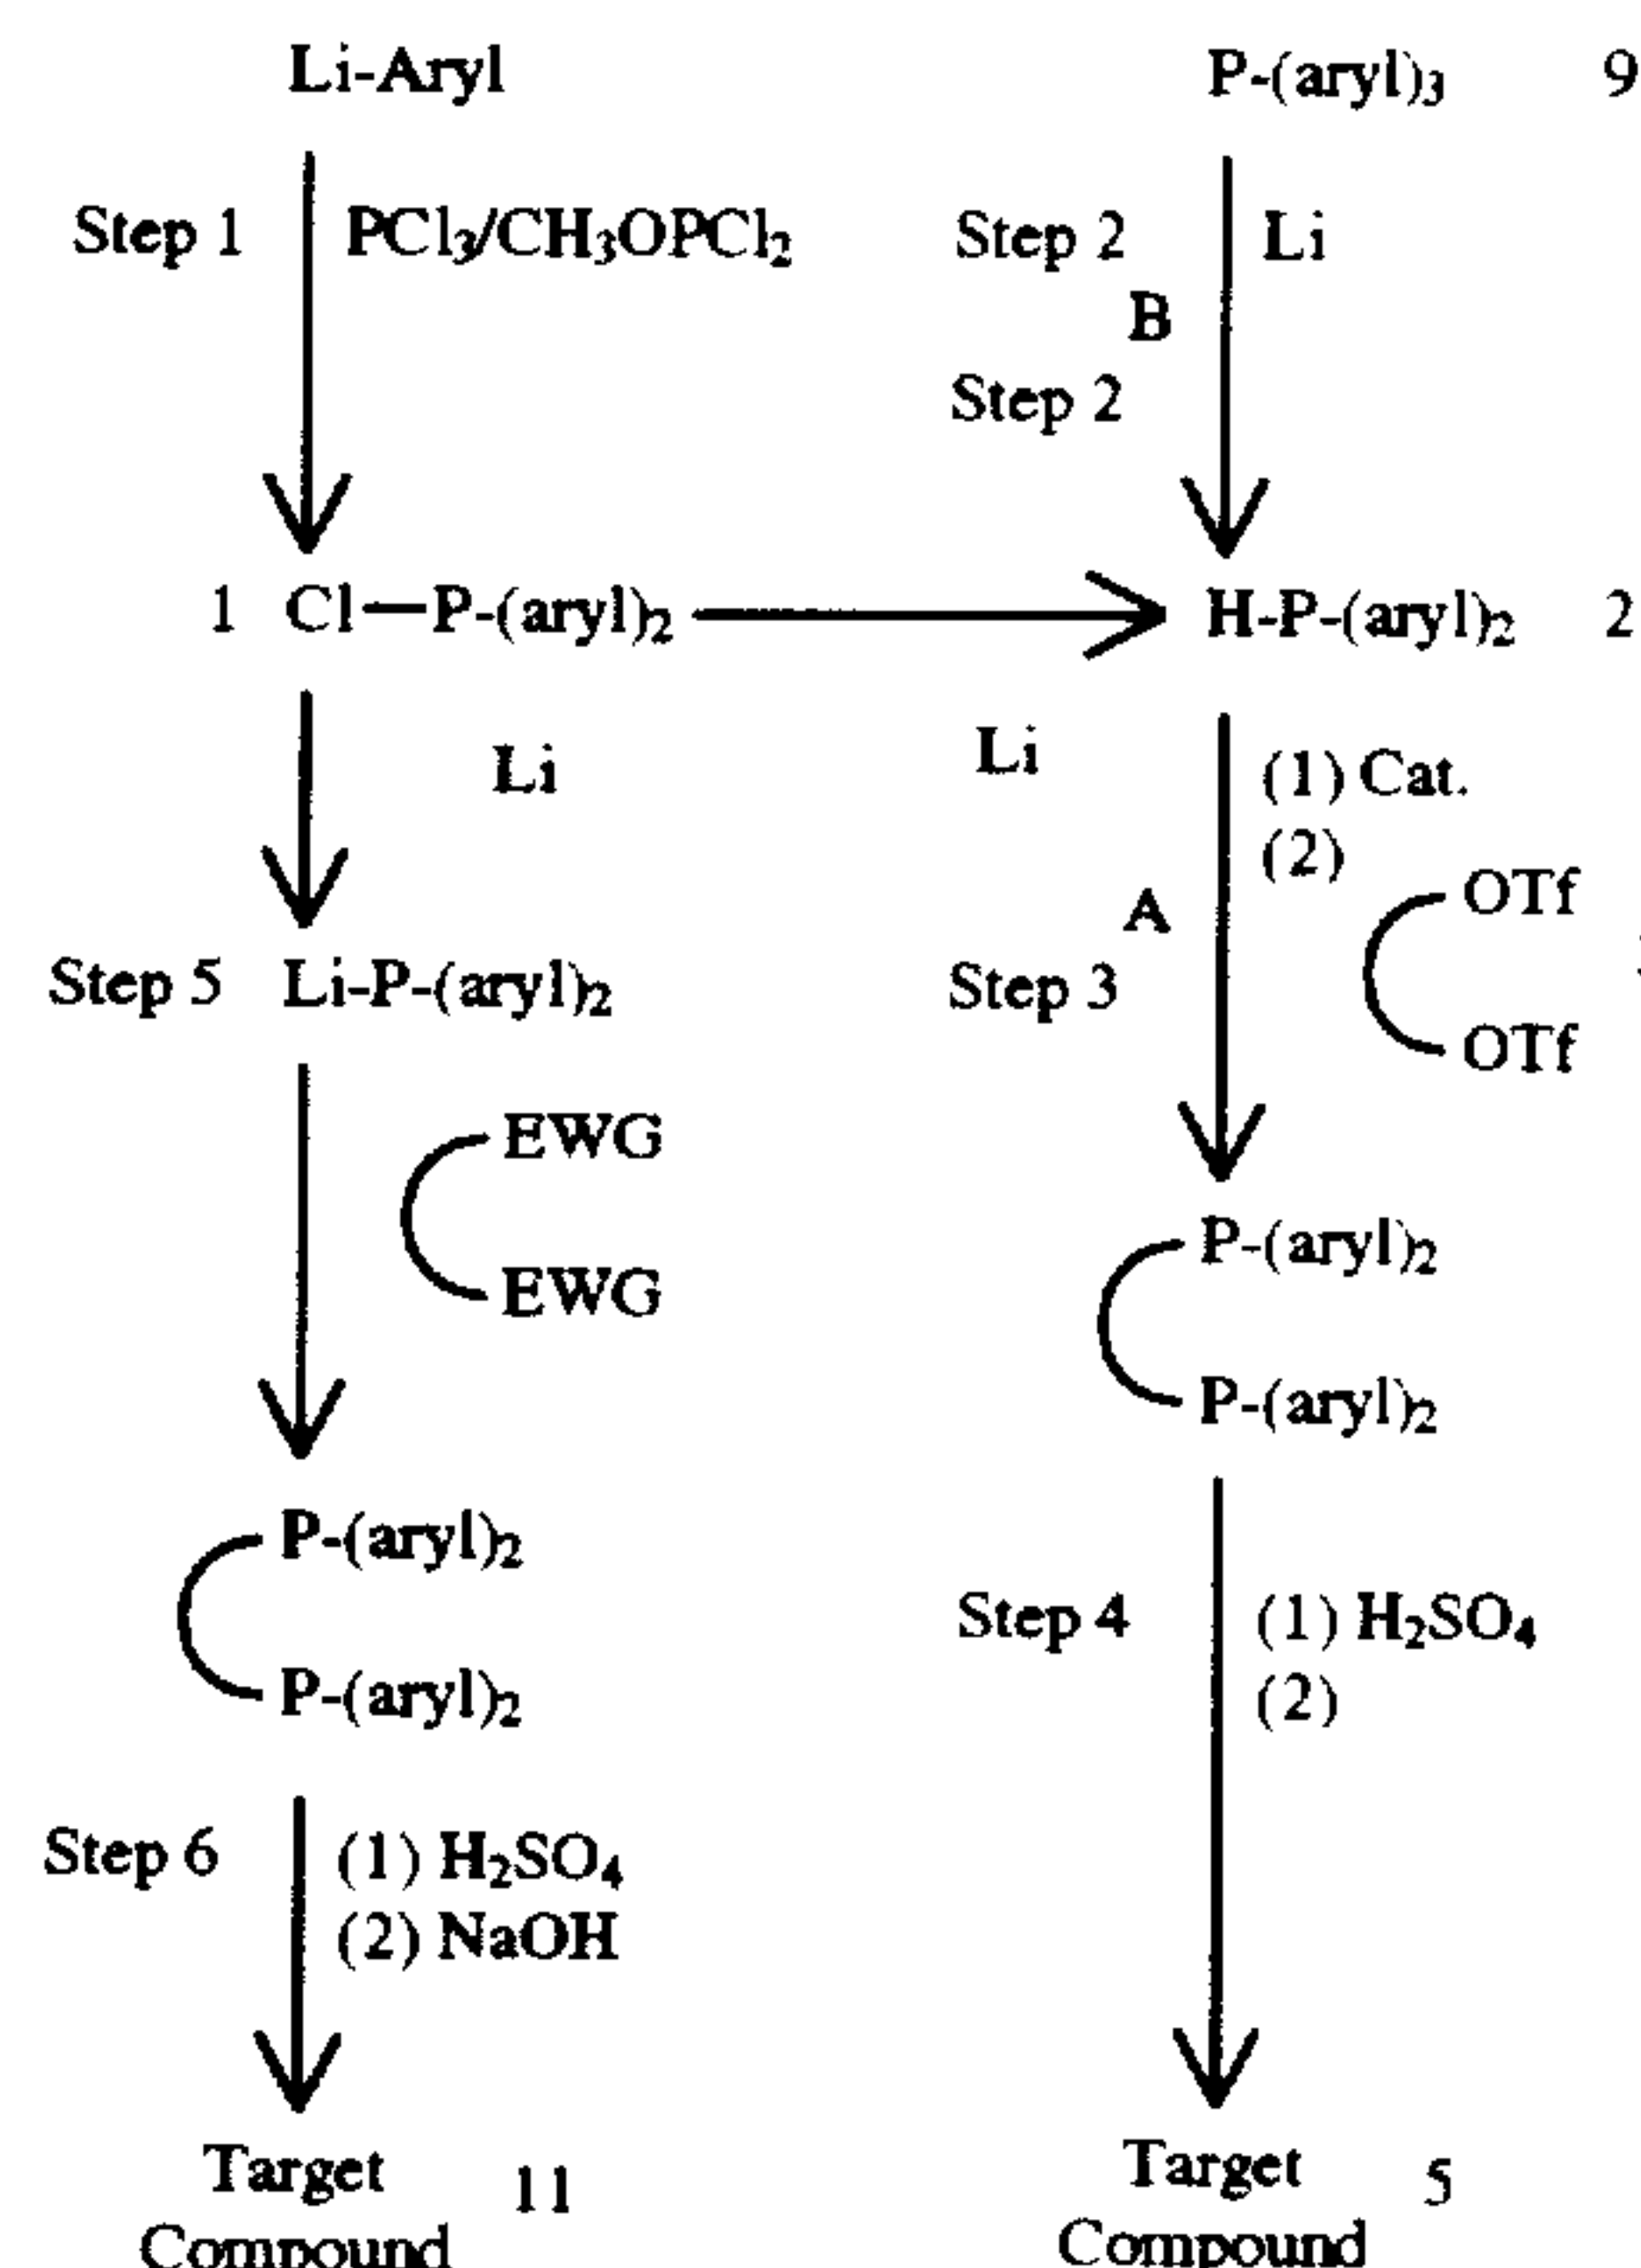 Li-Aryl
P-(aryl)₃ 9
Step 1 PCl₃/CH₃OPCl₂
Step 2 Li
B
Step 2
1 Cl—P-(aryl)₂
H-P-(aryl)₂ 2
Li
Li
(1) Cat.
(2)
OTf
A
Step 5 Li-P-(aryl)₂
Step 3
OTf
EWG
EWG
P-(aryl)₂
P-(aryl)₂
P-(aryl)₂
P-(aryl)₂
Step 4 (1) H₂SO₄
(2)
Step 6 (1) H₂SO₄
(2) NaOH
Target
Compound 11
Target
Compound 5